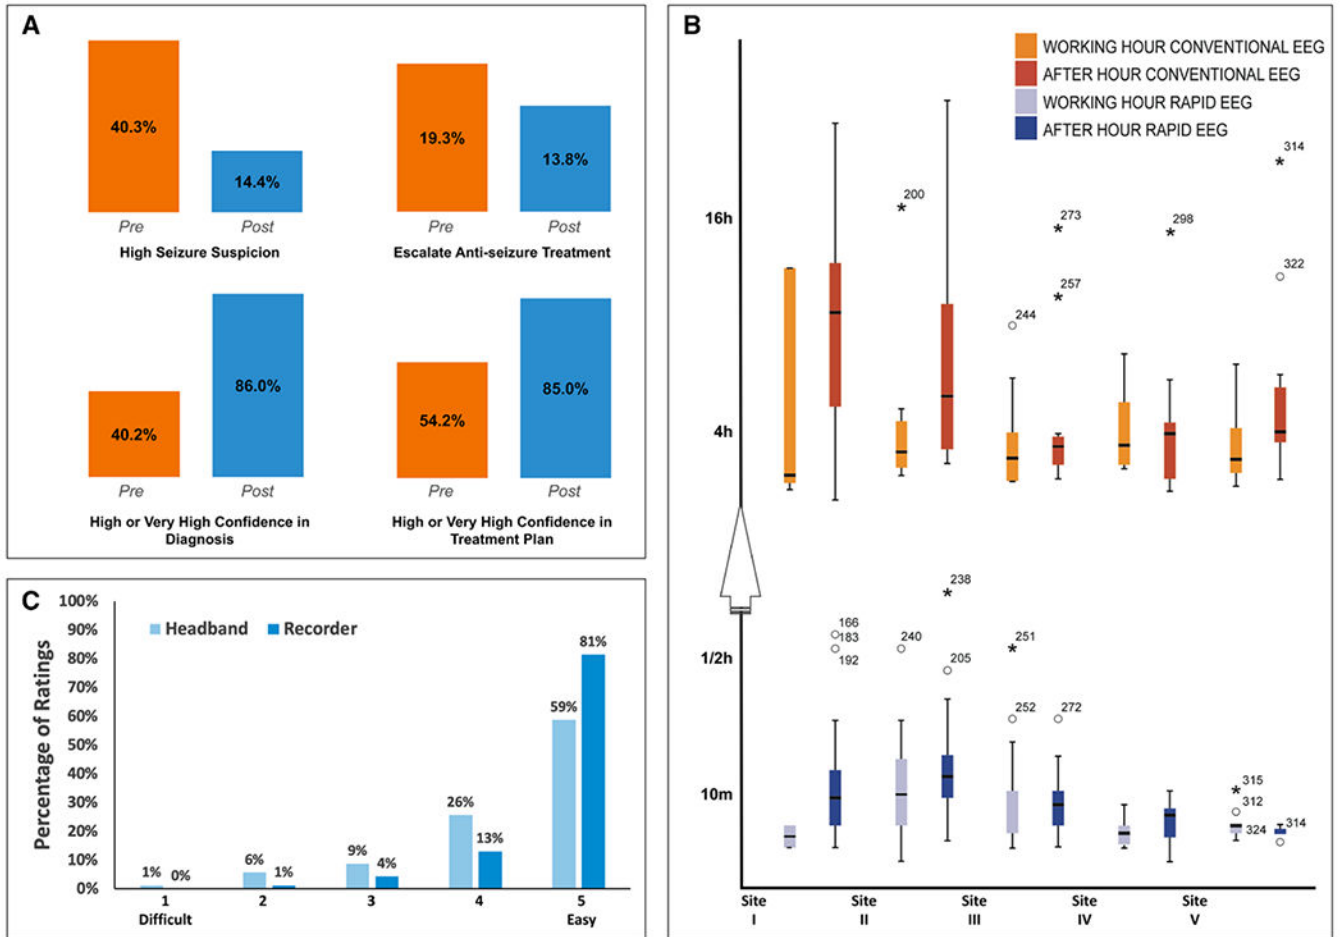 A
40.3%
14.4%
Pre
Post
High Seizure Suspicion
19.3%
13.8%
Pre
Post
Escalate Anti-seizure Treatment
40.2%
86.0%
Pre
Post
High or Very High Confidence in
Diagnosis
54.2%
85.0%
Pre
Post
High or Very High Confidence in
Treatment Plan
B
WORKING HOUR CONVENTIONAL EEG
AFTER HOUR CONVENTIONAL EEG
WORKING HOUR RAPID EEG
AFTER HOUR RAPID EEG
16h
4h
1/2h
10m
314
200
273
298
322
257
244
238
166
183
192
240
205
251
252
272
315
312
324
314
Site
I
Site
II
Site
III
Site
IV
Site
V
C
Percentage of Ratings
100%
90%
80%
70%
60%
50%
40%
30%
20%
10%
0%
Headband
Recorder
1%
0%
6%
1%
9%
4%
26%
13%
59%
81%
1
2
3
4
5
Difficult
Easy